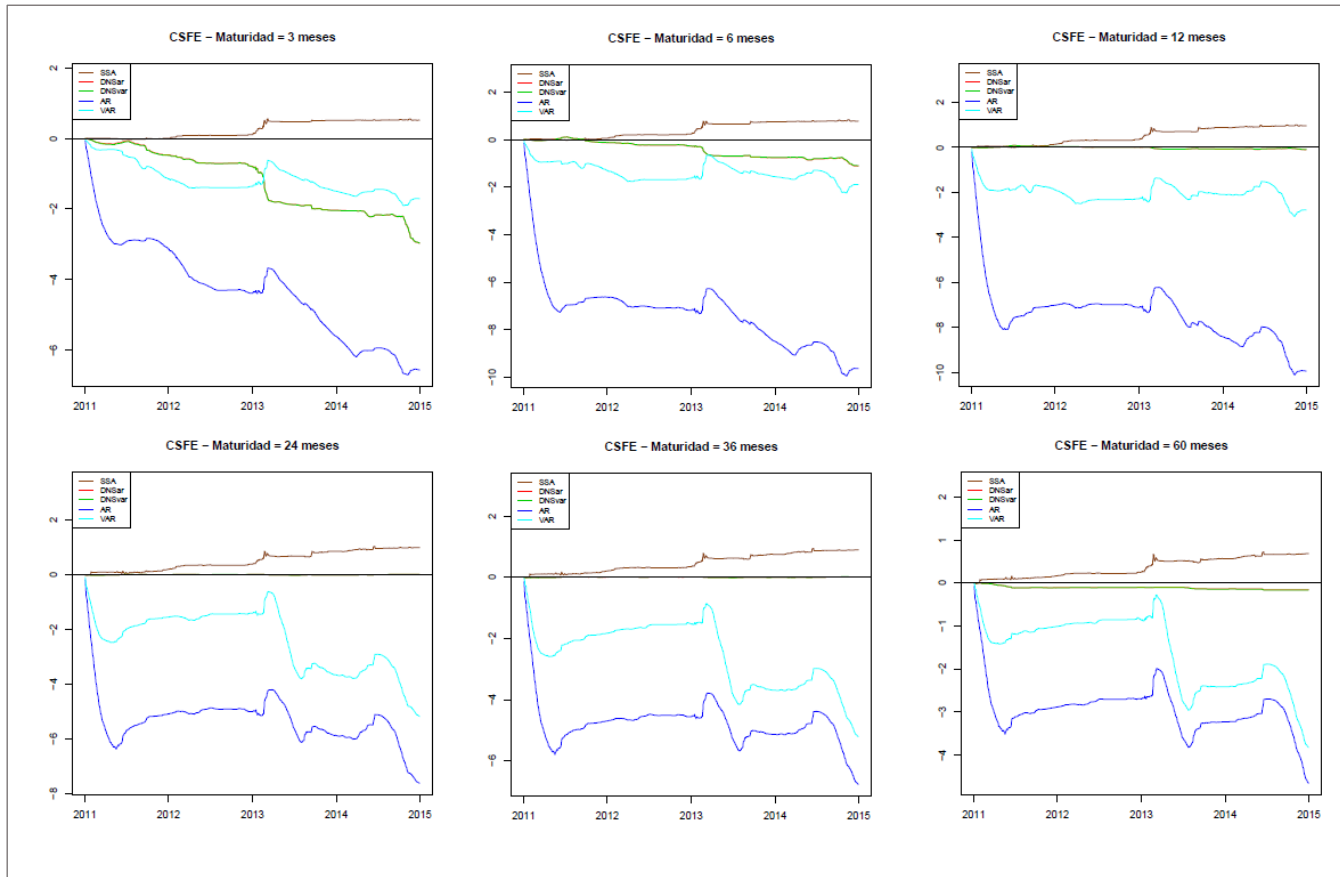 CSFE – Maturidad = 3 meses
2
0
-2
-4
-6
SSA
DNSar
DNSvar
AR
VAR
2011 2012 2013 2014 2015
CSFE – Maturidad = 6 meses
2
0
-2
-4
-6
-8
-10
SSA
DNSar
DNSvar
AR
VAR
2011 2012 2013 2014 2015
CSFE – Maturidad = 12 meses
2
0
-2
-4
-6
-8
-10
SSA
DNSar
DNSvar
AR
VAR
2011 2012 2013 2014 2015
CSFE – Maturidad = 24 meses
2
0
-2
-4
-6
-8
SSA
DNSar
DNSvar
AR
VAR
2011 2012 2013 2014 2015
CSFE – Maturidad = 36 meses
2
0
-2
-4
-6
SSA
DNSar
DNSvar
AR
VAR
2011 2012 2013 2014 2015
CSFE – Maturidad = 60 meses
2
1
0
-1
-2
-3
-4
SSA
DNSar
DNSvar
AR
VAR
2011 2012 2013 2014 2015